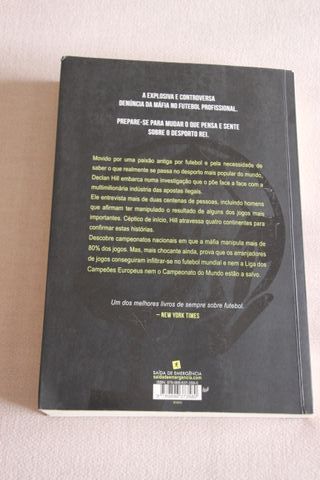 A EXPLOSIVA E CONTROVERSA
DENÚNCIA DA MÁFIA NO FUTEBOL PROFISSIONAL.
PREPARE-SE PARA MUDAR O QUE PENSA E SENTE
SOBRE O DESPORTO REI.
Movido por uma paixão antiga por futebol e pela necessidade de
saber o que realmente se passa no desporto mais popular do mundo,
Declan Hill embarca numa investigação que o põe face a face com a
multimilionária indústria das apostas ilegais.
Ele entrevista mais de duas centenas de pessoas, incluindo homens
que afirmam ter manipulado o resultado de alguns dos jogos mais
importantes. Céptico de início, Hill atravessa quatro continentes para
confirmar estas histórias.
Descobre campeonatos nacionais em que a máfia manipula mais de
80% dos jogos. Mas, mais chocante ainda, prova que os arranjadores
de jogos conseguiram infiltrar-se no futebol mundial e nem a Liga dos
Campeões Europeus nem o Campeonato do Mundo estão a salvo.
Um dos melhores livros de sempre sobre futebol.
– NEW YORK TIMES
SAÍDA DE EMERGÊNCIA
saidadeemergencia.com